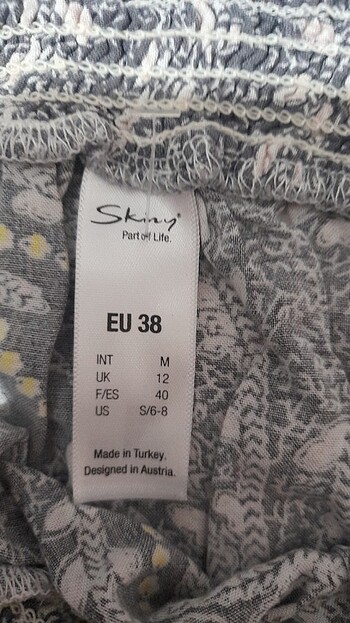 Skiny
Part of Life.
EU 38
INT M
UK 12
F/ES 40
US S/6-8
Made in Turkey.
Designed in Austria.